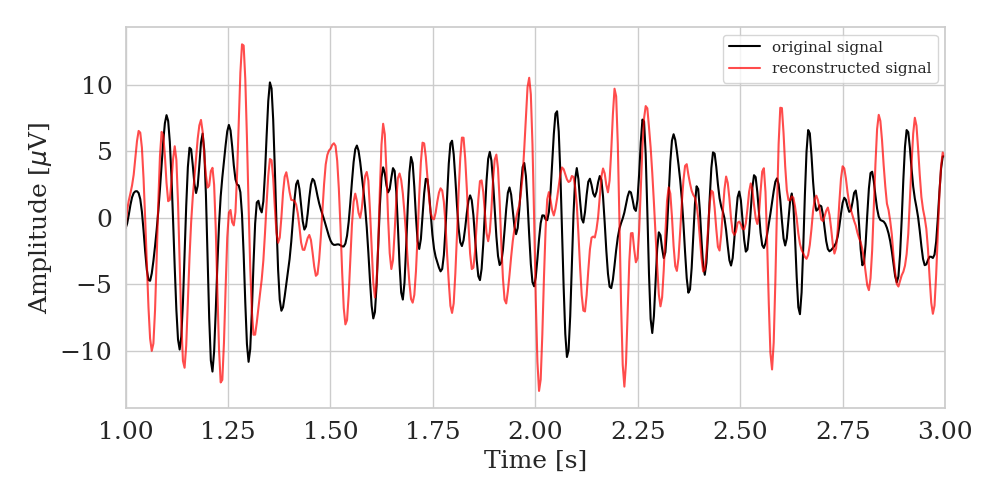 original signal
reconstructed signal
Amplitude [μV]
10
5
0
−5
−10
1.00 1.25 1.50 1.75 2.00 2.25 2.50 2.75 3.00
Time [s]